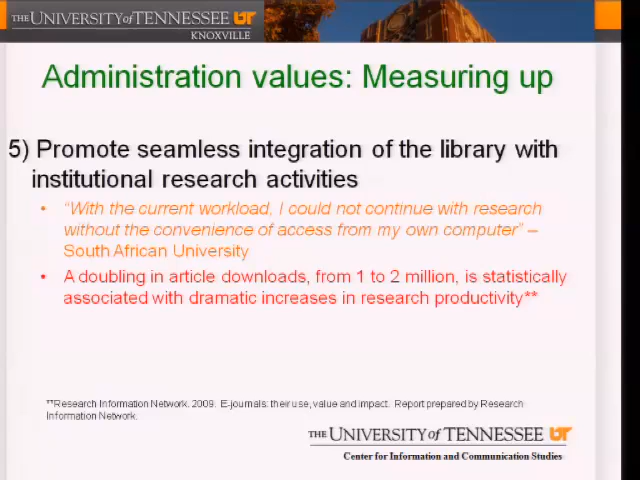 THE UNIVERSITY of TENNESSEE UT
KNOXVILLE
Administration values: Measuring up
5) Promote seamless integration of the library with
institutional research activities
• “With the current workload, I could not continue with research
without the convenience of access from my own computer” –
South African University
• A doubling in article downloads, from 1 to 2 million, is statistically
associated with dramatic increases in research productivity**
**Research Information Network. 2009. E-journals: their use, value and impact. Report prepared by Research
Information Network.
THE UNIVERSITY of TENNESSEE UT
Center for Information and Communication Studies